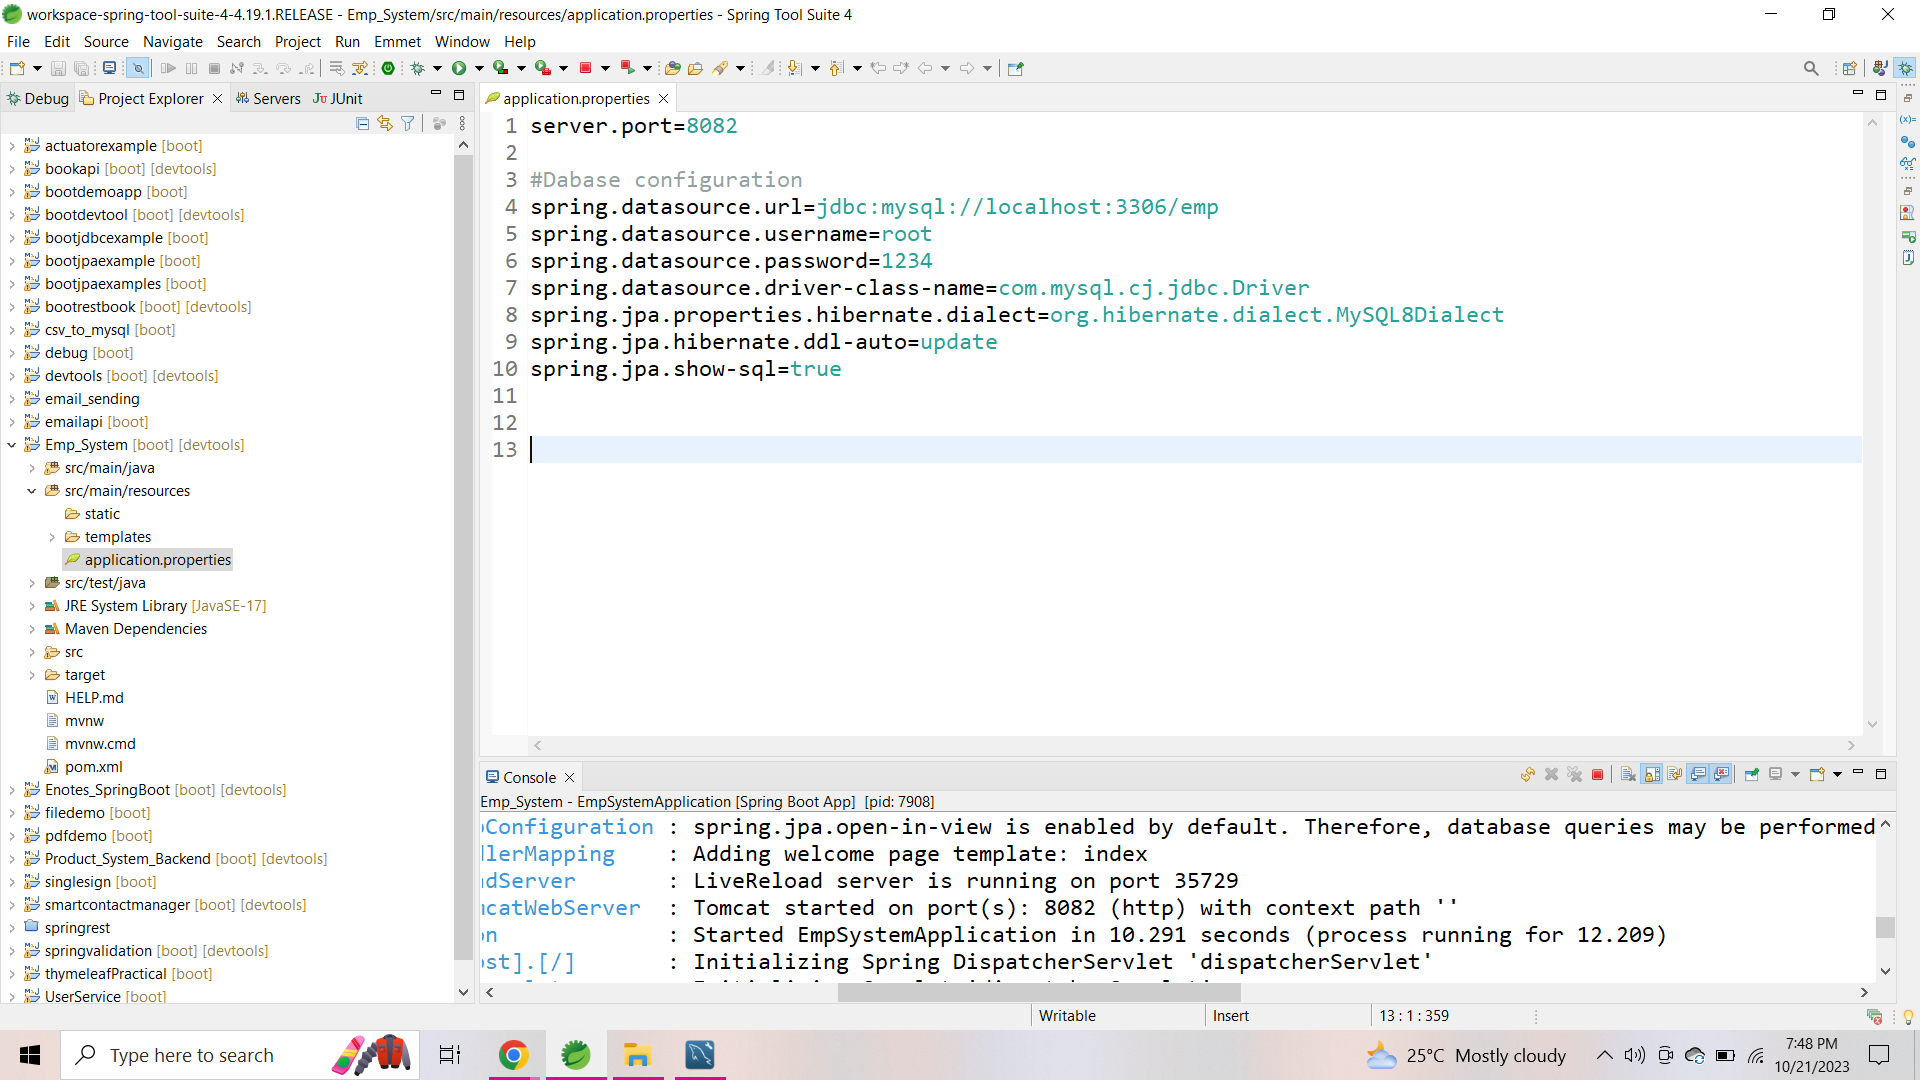 workspace-spring-tool-suite-4-4.19.1.RELEASE - Emp_System/src/main/resources/application.properties - Spring Tool Suite 4
File Edit Source Navigate Search Project Run Emmet Window Help
Debug Project Explorer Servers JUnit
actuatorexample [boot]
bookapi [boot] [devtools]
bootdemoapp [boot]
bootdevtool [boot] [devtools]
bootjdbcexample [boot]
bootjpaexample [boot]
bootjpaexamples [boot]
bootrestbook [boot] [devtools]
csv_to_mysql [boot]
debug [boot]
devtools [boot] [devtools]
email_sending
emailapi [boot]
Emp_System [boot] [devtools]
src/main/java
src/main/resources
static
templates
application.properties
src/test/java
JRE System Library [JavaSE-17]
Maven Dependencies
src
target
HELP.md
mvnw
mvnw.cmd
pom.xml
Enotes_SpringBoot [boot] [devtools]
filedemo [boot]
pdfdemo [boot]
Product_System_Backend [boot] [devtools]
singlesign [boot]
smartcontactmanager [boot] [devtools]
springrest
springvalidation [boot] [devtools]
thymeleafPractical [boot]
UserService [boot]
application.properties
1 server.port=8082
2
3 #Dabase configuration
4 spring.datasource.url=jdbc:mysql://localhost:3306/emp
5 spring.datasource.username=root
6 spring.datasource.password=1234
7 spring.datasource.driver-class-name=com.mysql.cj.jdbc.Driver
8 spring.jpa.properties.hibernate.dialect=org.hibernate.dialect.MySQL8Dialect
9 spring.jpa.hibernate.ddl-auto=update
10 spring.jpa.show-sql=true
11
12
13
Console
Emp_System - EmpSystemApplication [Spring Boot App] [pid: 7908]
Configuration : spring.jpa.open-in-view is enabled by default. Therefore, database queries may be performed
llerMapping : Adding welcome page template: index
adServer : LiveReload server is running on port 35729
catWebServer : Tomcat started on port(s): 8082 (http) with context path ''
on : Started EmpSystemApplication in 10.291 seconds (process running for 12.209)
ost].[/] : Initializing Spring DispatcherServlet 'dispatcherServlet'
Writable Insert 13 : 1 : 359
Type here to search
25°C Mostly cloudy
7:48 PM
10/21/2023